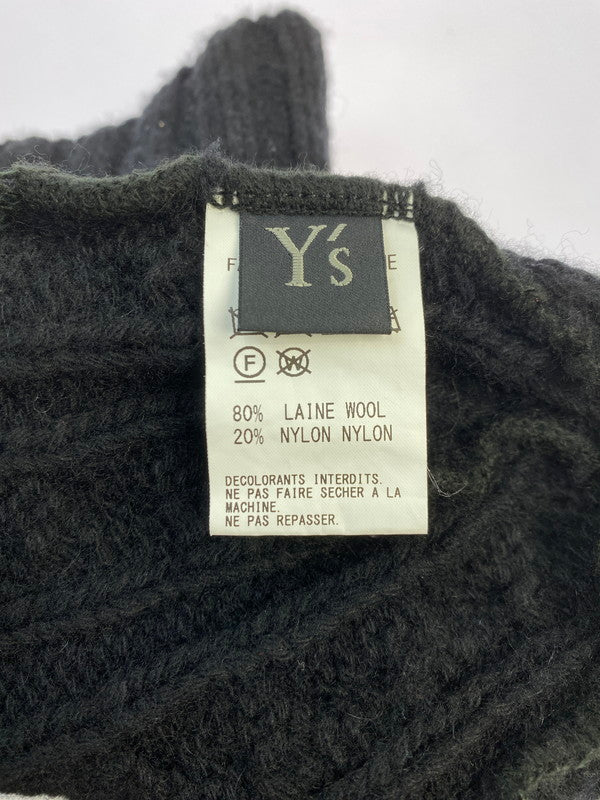 Y's
F
W
80% LAINE WOOL
20% NYLON NYLON
DECOLORANTS INTERDITS.
NE PAS FAIRE SECHER A LA
MACHINE.
NE PAS REPASSER.